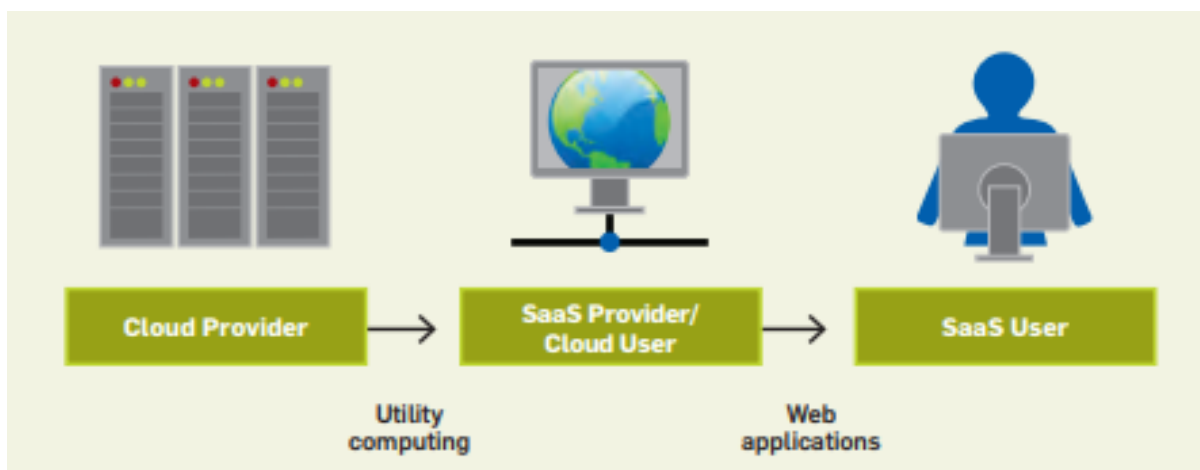 Cloud Provider
SaaS Provider/
Cloud User
SaaS User
Utility
computing
Web
applications